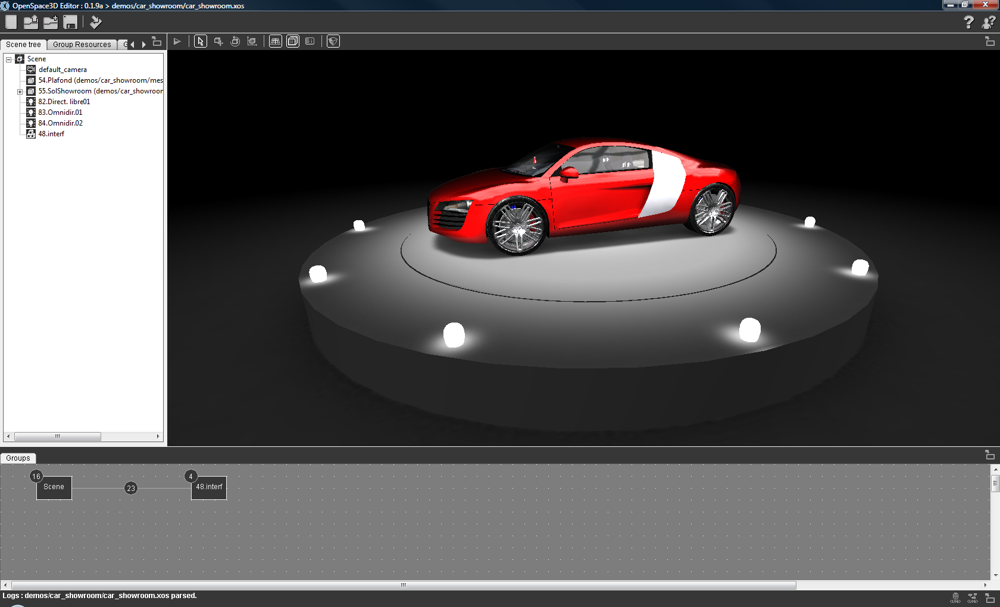 OpenSpace3D Editor : 0.1.9a > demos/car_showroom/car_showroom.xos
Scene tree
Group Resources
Scene
default_camera
54.Plafond (demos/car_showroom/mes
55.SolShowroom (demos/car_showroor
82.Direct. libre01
83.Omnidir.01
84.Omnidir.02
48.interf
Groups
16
Scene
23
4
48.interf
Logs : demos/car_showroom/car_showroom.xos parsed.
<LOG>
<LOG>